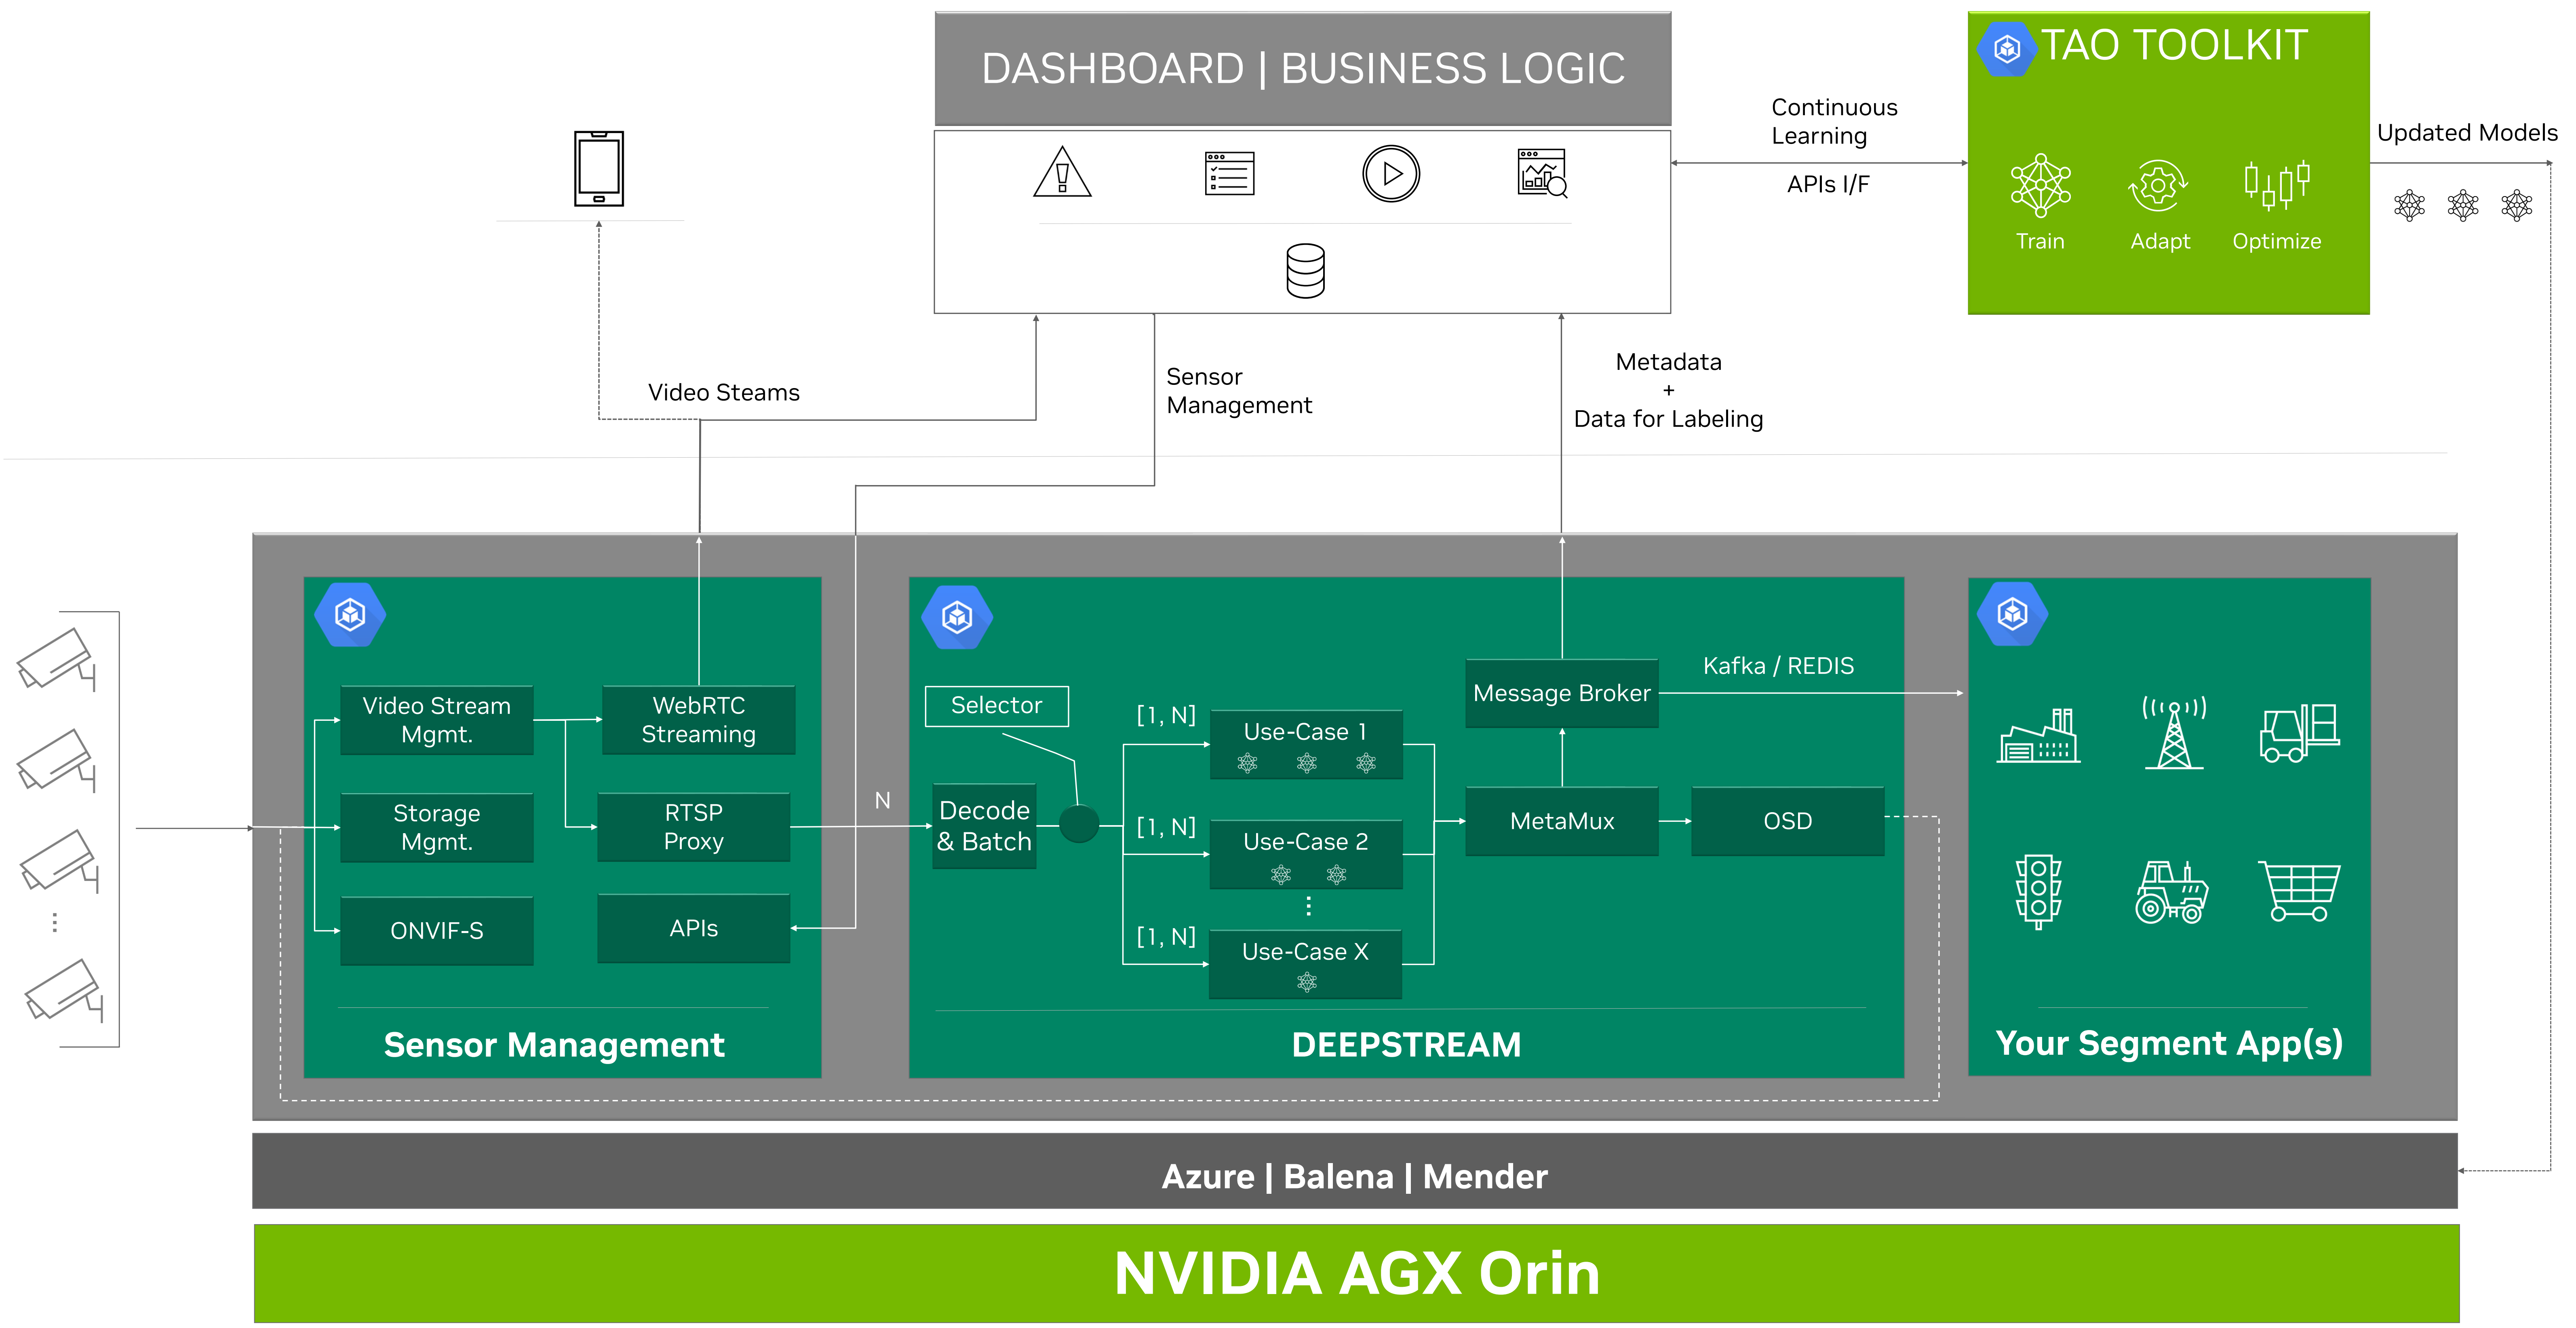 DASHBOARD | BUSINESS LOGIC
TAO TOOLKIT
Train
Adapt
Optimize
Continuous
Learning
APIs I/F
Updated Models
Video Steams
Sensor
Management
Metadata
+
Data for Labeling
Video Stream
Mgmt.
WebRTC
Streaming
Storage
Mgmt.
RTSP
Proxy
ONVIF-S
APIs
Sensor Management
N
Selector
Decode
& Batch
[1, N]
Use-Case 1
[1, N]
Use-Case 2
⋮
[1, N]
Use-Case X
Message Broker
Kafka / REDIS
MetaMux
OSD
DEEPSTREAM
Your Segment App(s)
Azure | Balena | Mender
NVIDIA AGX Orin